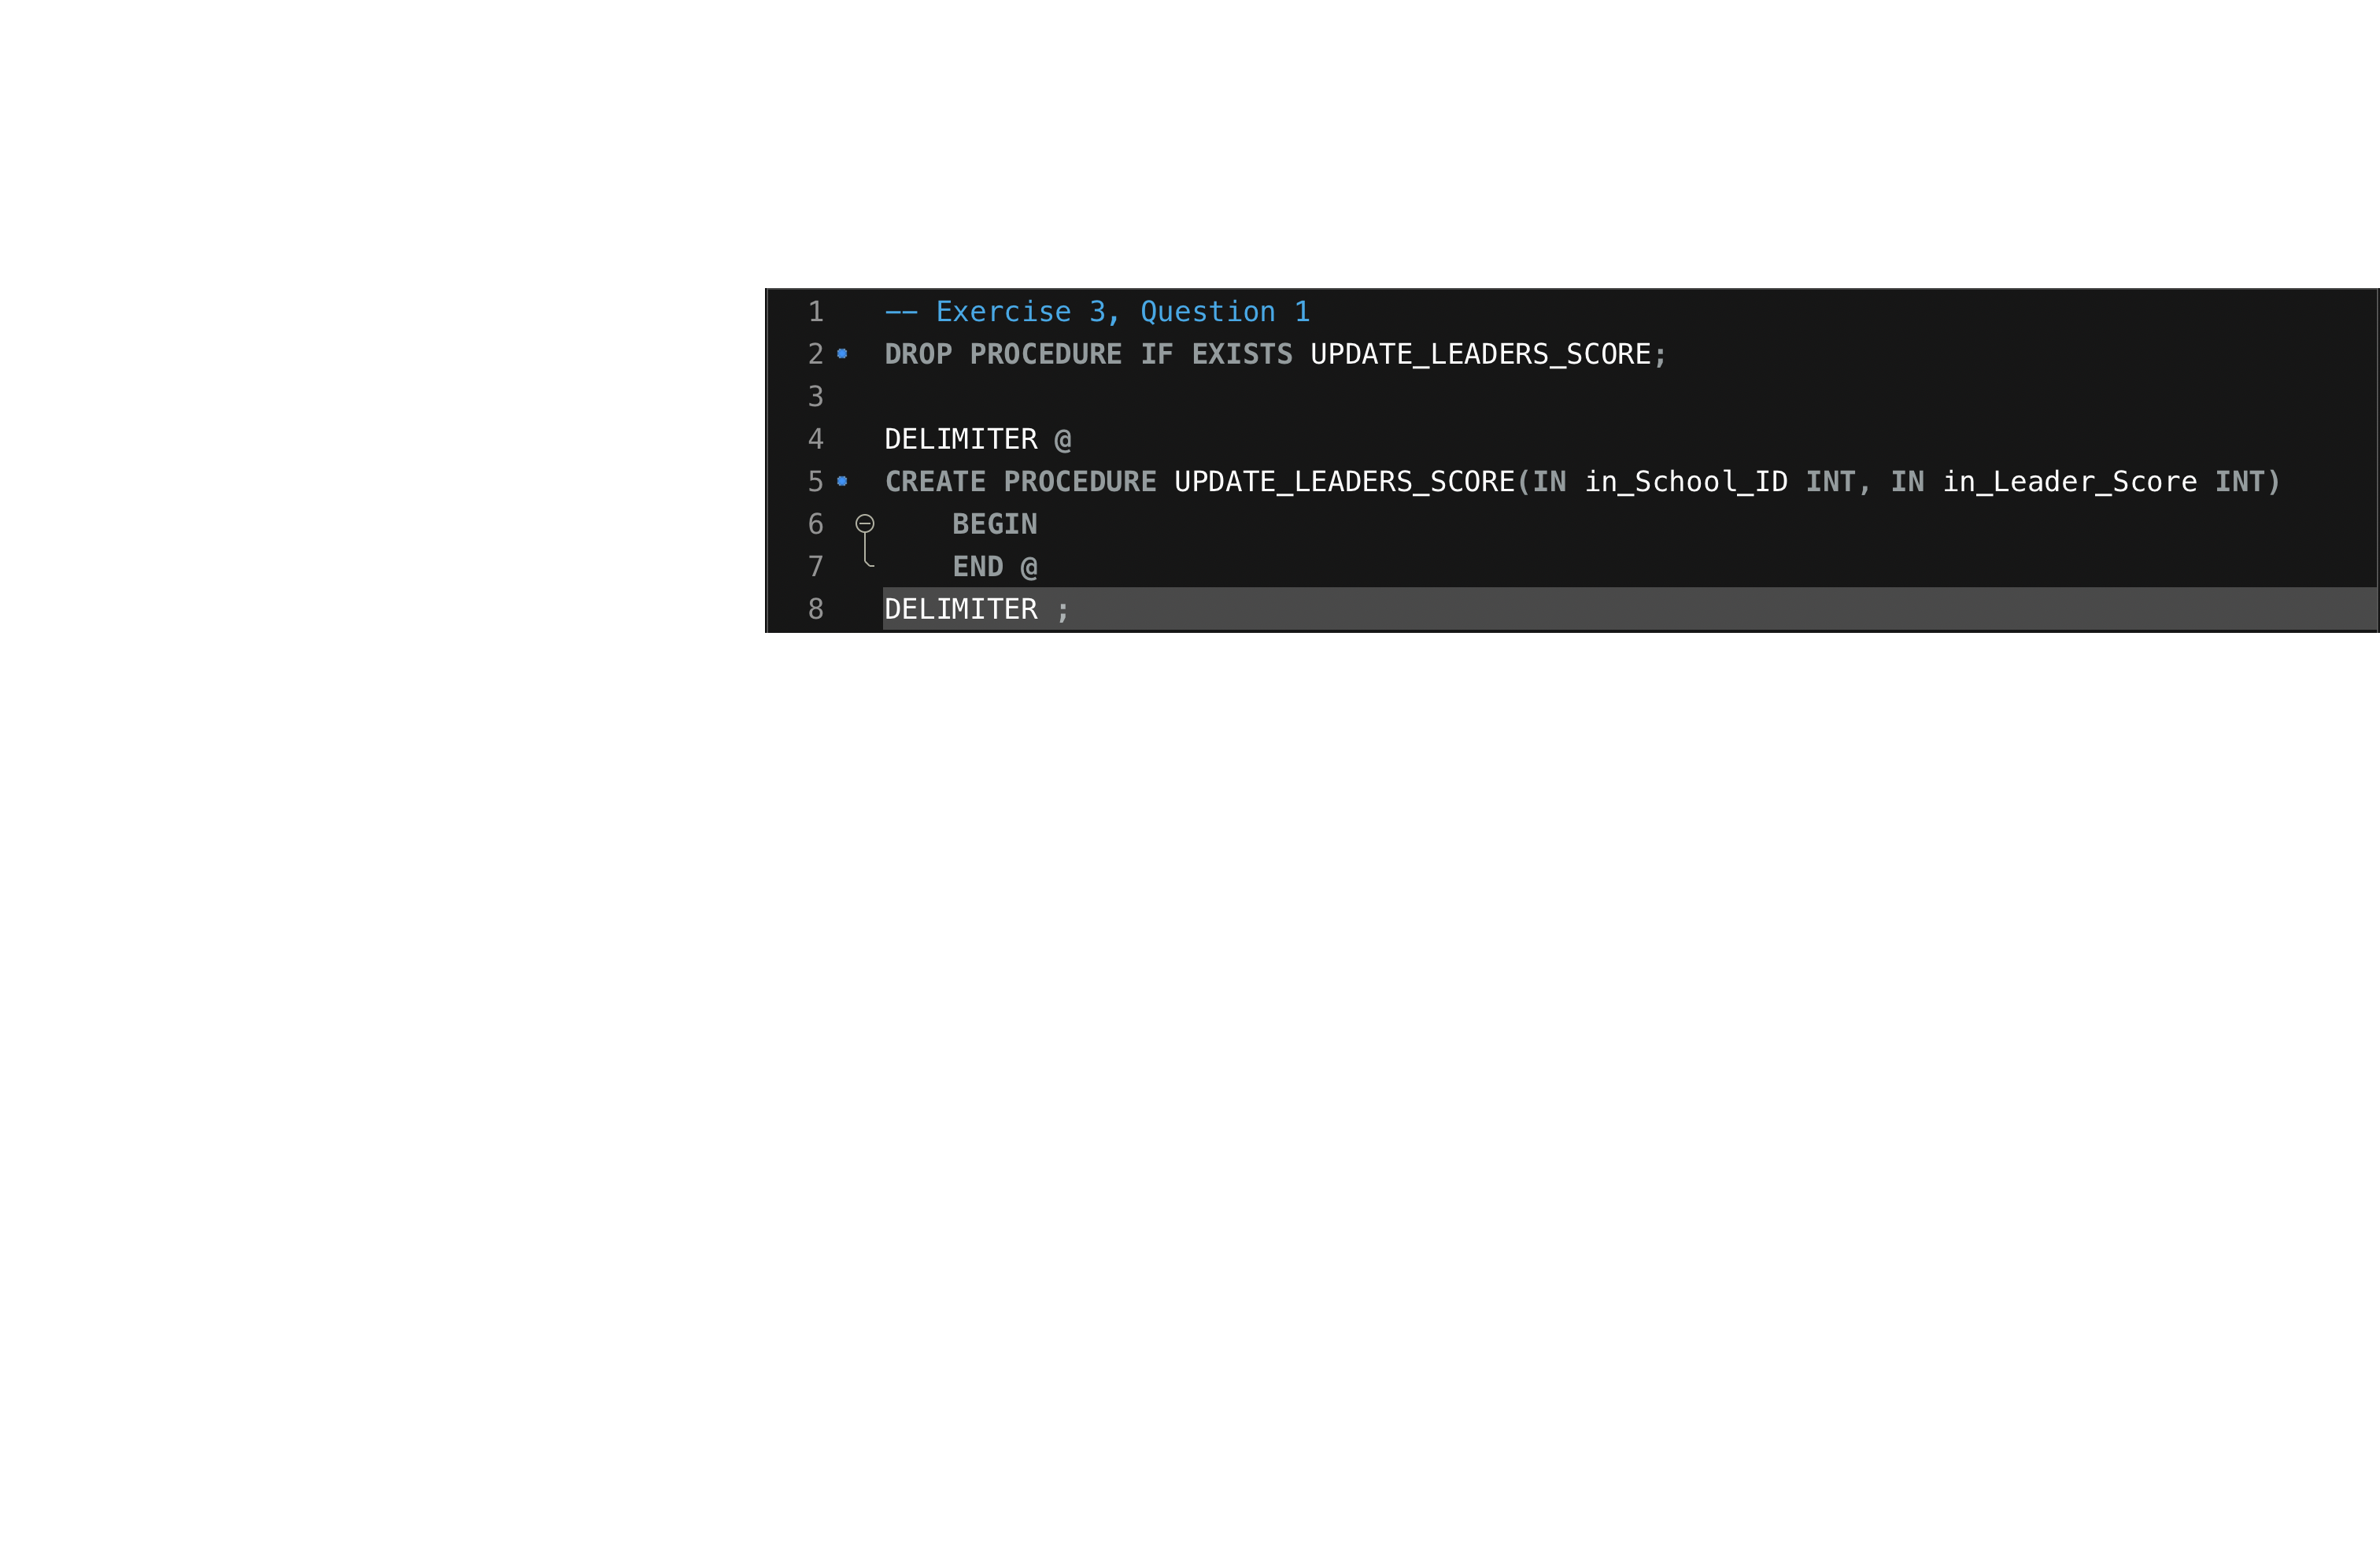 1 -- Exercise 3, Question 1
2 DROP PROCEDURE IF EXISTS UPDATE_LEADERS_SCORE;
3
4 DELIMITER @
5 CREATE PROCEDURE UPDATE_LEADERS_SCORE(IN in_School_ID INT, IN in_Leader_Score INT)
6 BEGIN
7 END @
8 DELIMITER ;